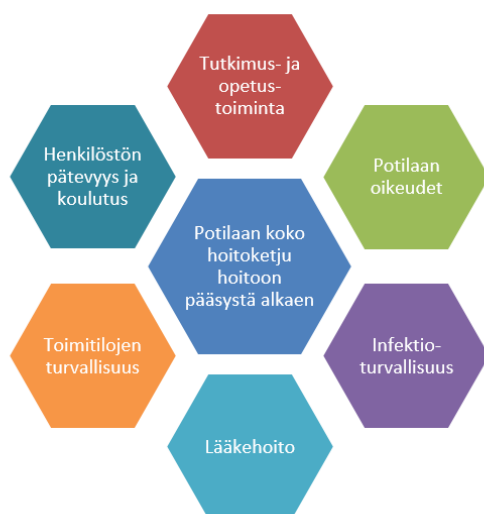 Tutkimus- ja
opetus-
toiminta
Henkilöstön
pätevyys ja
koulutus
Potilaan
oikeudet
Potilaan koko
hoitoketju
hoitoon
pääsystä alkaen
Toimitilojen
turvallisuus
Infektio-
turvallisuus
Lääkehoito